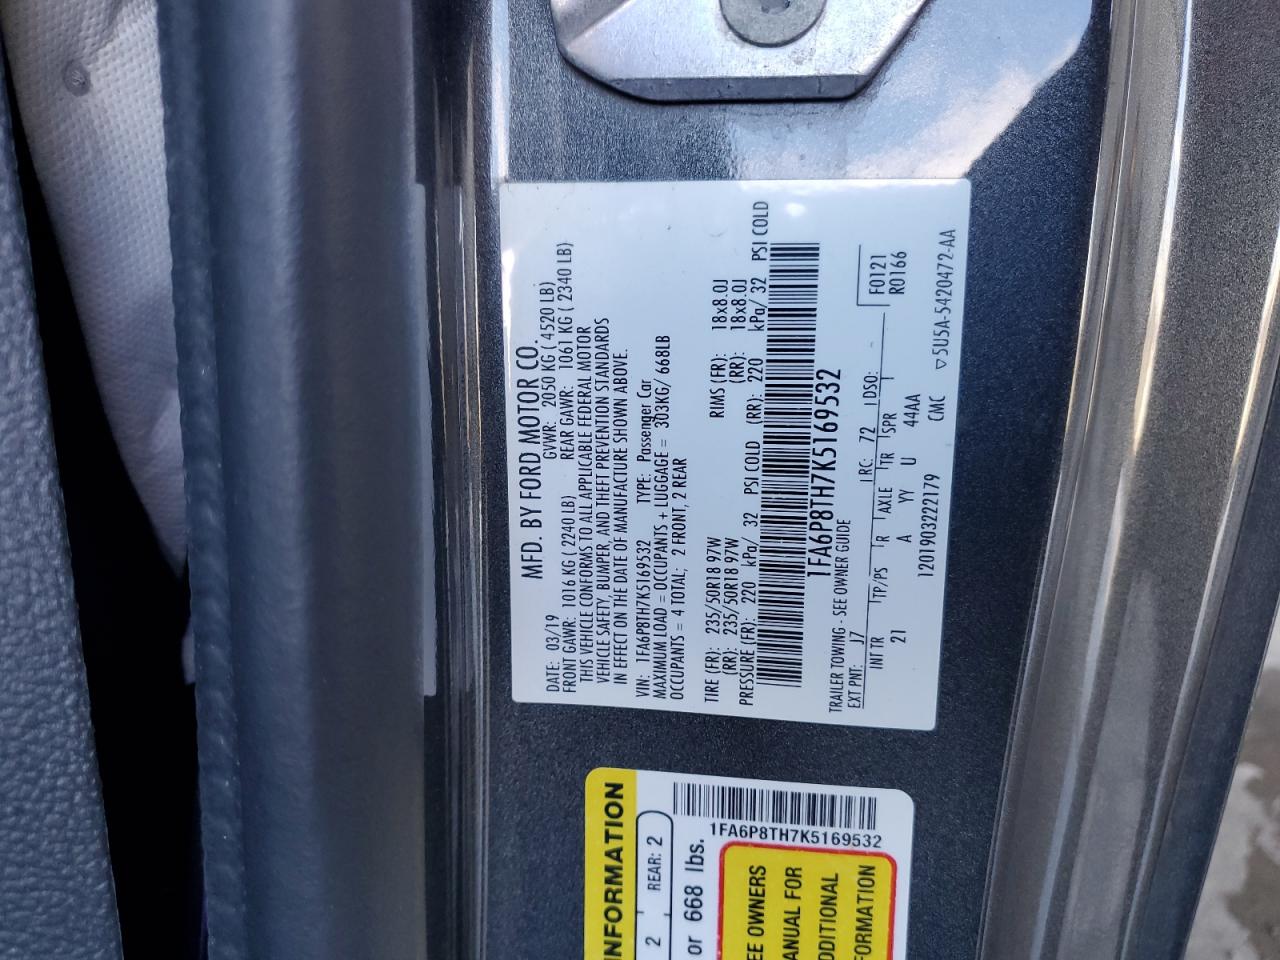 MFD. BY FORD MOTOR CO.
DATE: 03/19 GVWR: 2050 KG ( 4520 LB)
FRONT GAWR: 1016 KG ( 2240 LB) REAR GAWR: 1061 KG ( 2340 LB)
THIS VEHICLE CONFORMS TO ALL APPLICABLE FEDERAL MOTOR
VEHICLE SAFETY, BUMPER, AND THEFT PREVENTION STANDARDS
IN EFFECT ON THE DATE OF MANUFACTURE SHOWN ABOVE.
VIN: 1FA6P8TH7K5169532 TYPE: Passenger Car
MAXIMUM LOAD = OCCUPANTS + LUGGAGE = 303KG/ 668LB
OCCUPANTS = 4 TOTAL; 2 FRONT, 2 REAR
TIRE (FR): 235/50R18 97W RIMS (FR): 18x8.0J
(RR): 235/50R18 97W (RR): 18x8.0J
PRESSURE (FR): 220 kPa/ 32 PSI COLD (RR): 220 kPa/ 32 PSI COLD
1FA6P8TH7K5169532
TRAILER TOWING - SEE OWNER GUIDE
EXT PNT: J7 RC: 72 DSO: F0121
INT TR TP/PS R AXLE TR SPR R0166
21 A YY U 44AA
1201903222179 CMC ▽5U5A-5420472-AA
INFORMATION
2 REAR: 2
or 668 lbs.
1FA6P8TH7K5169532
EE OWNERS
ANUAL FOR
DDITIONAL
FORMATION